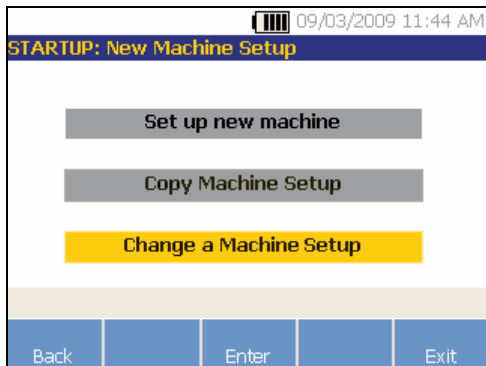 09/03/2009 11:44 AM
STARTUP: New Machine Setup
Set up new machine
Copy Machine Setup
Change a Machine Setup
Back Enter Exit